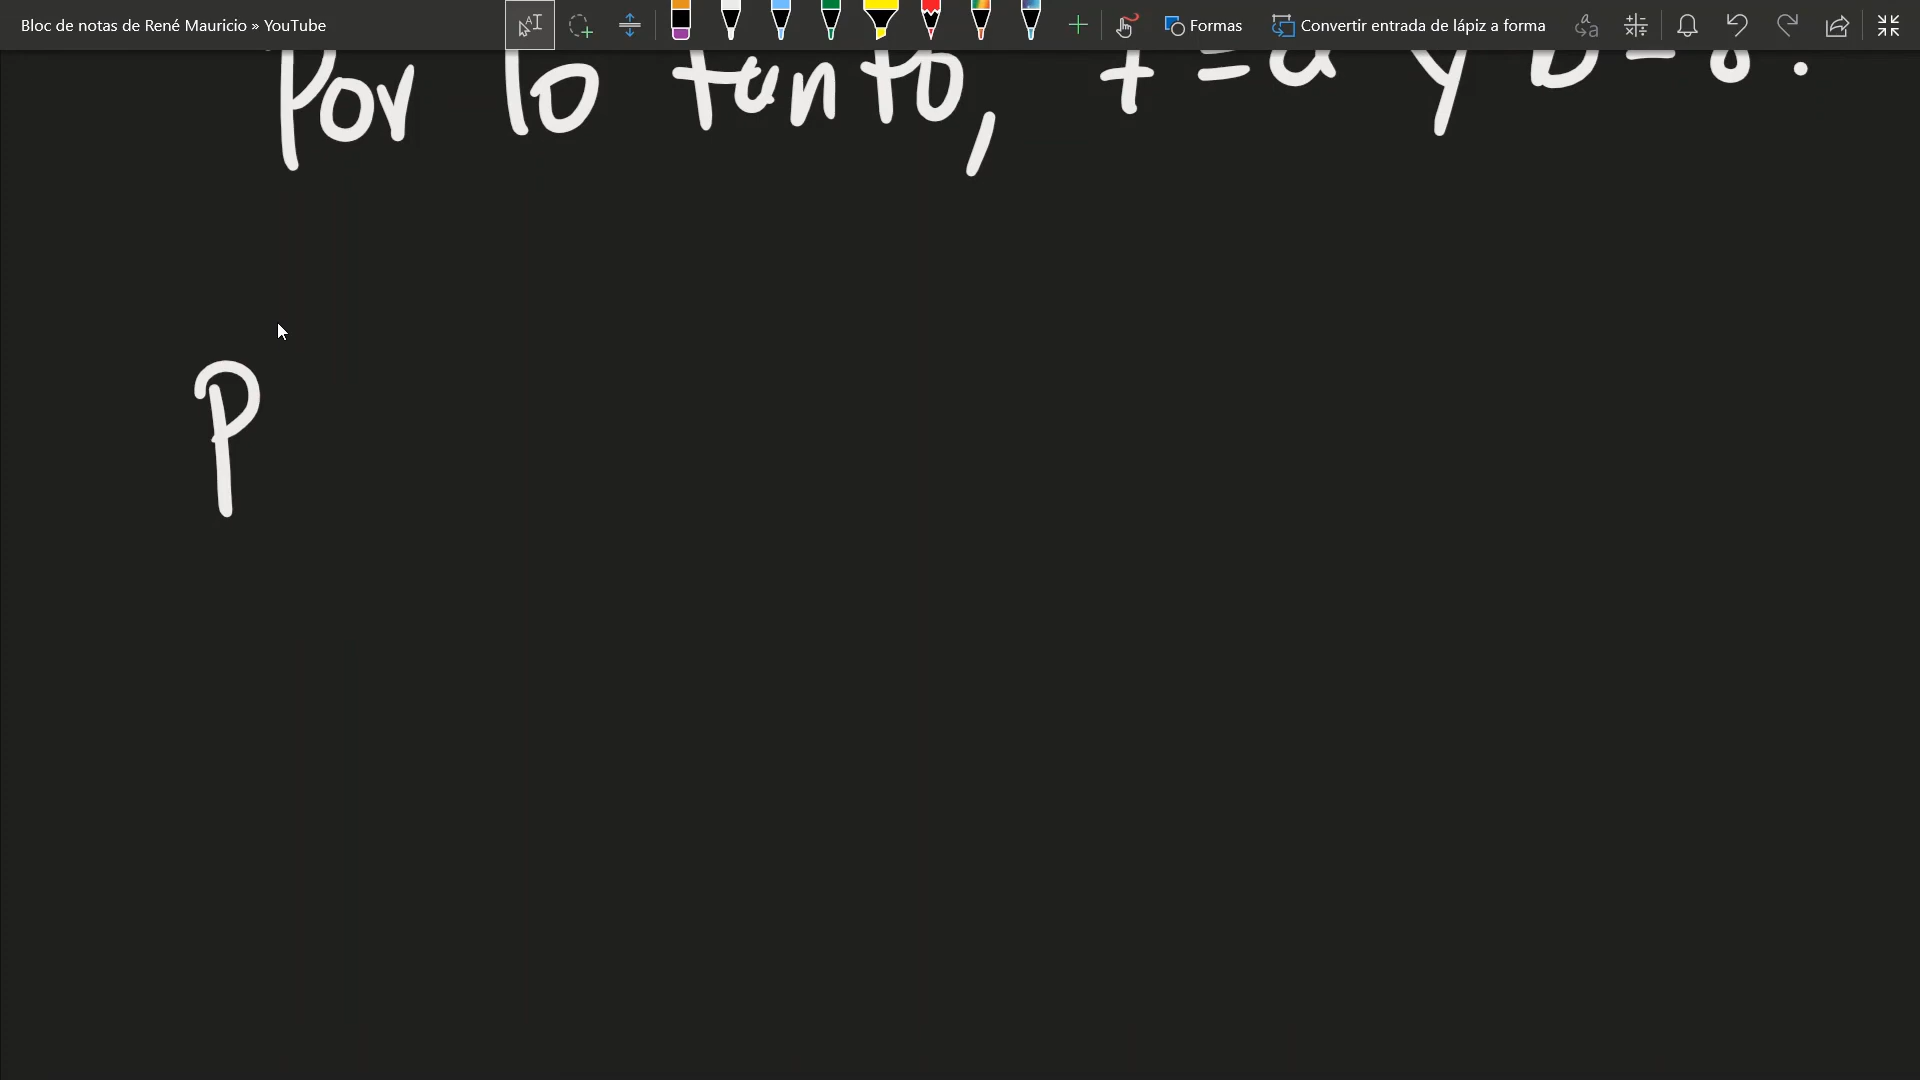 Bloc de notas de René Mauricio » YouTube Formas Convertir entrada de lápiz a forma
Por lo tanto, y
P